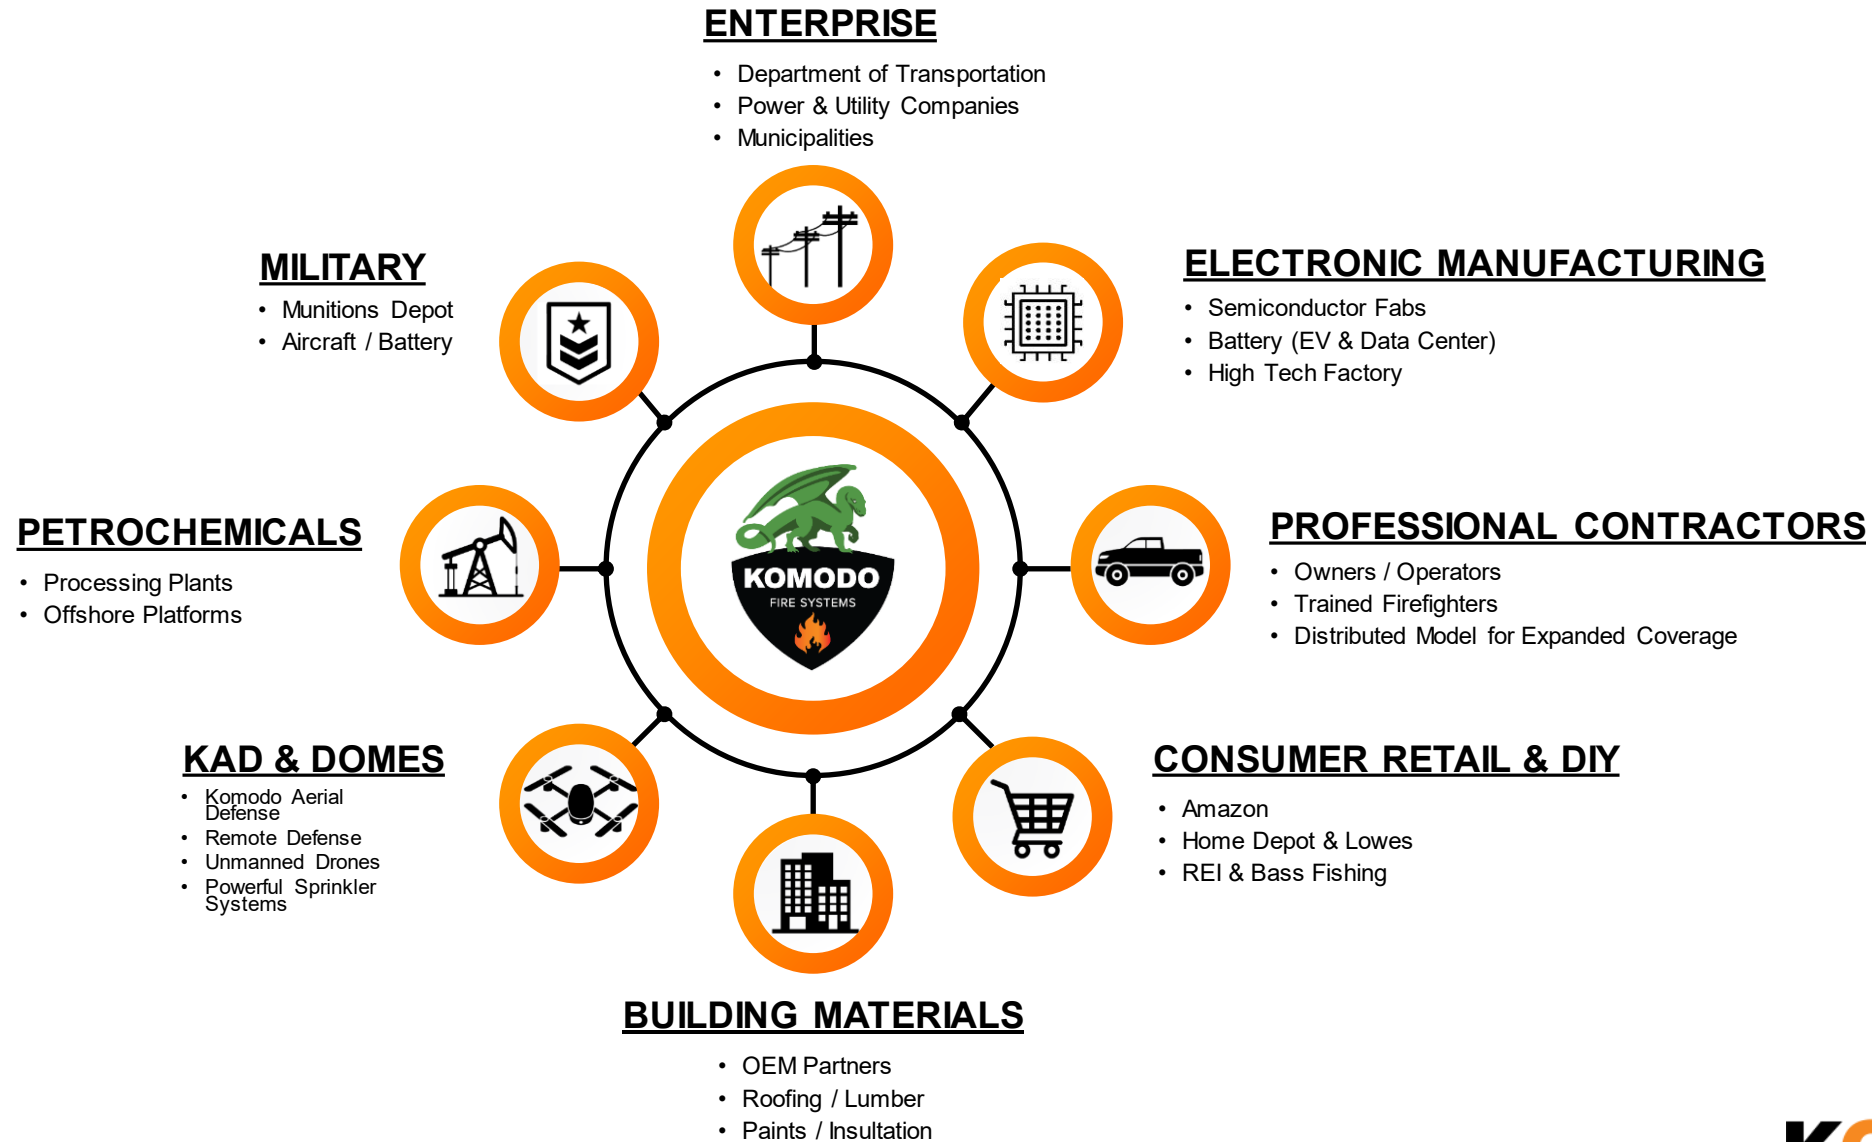 ENTERPRISE
• Department of Transportation
• Power & Utility Companies
• Municipalities
MILITARY
• Munitions Depot
• Aircraft / Battery
ELECTRONIC MANUFACTURING
• Semiconductor Fabs
• Battery (EV & Data Center)
• High Tech Factory
PETROCHEMICALS
• Processing Plants
• Offshore Platforms
KOMODO
FIRE SYSTEMS
PROFESSIONAL CONTRACTORS
• Owners / Operators
• Trained Firefighters
• Distributed Model for Expanded Coverage
KAD & DOMES
• Komodo Aerial
Defense
• Remote Defense
• Unmanned Drones
• Powerful Sprinkler
Systems
CONSUMER RETAIL & DIY
• Amazon
• Home Depot & Lowes
• REI & Bass Fishing
BUILDING MATERIALS
• OEM Partners
• Roofing / Lumber
• Paints / Insultation